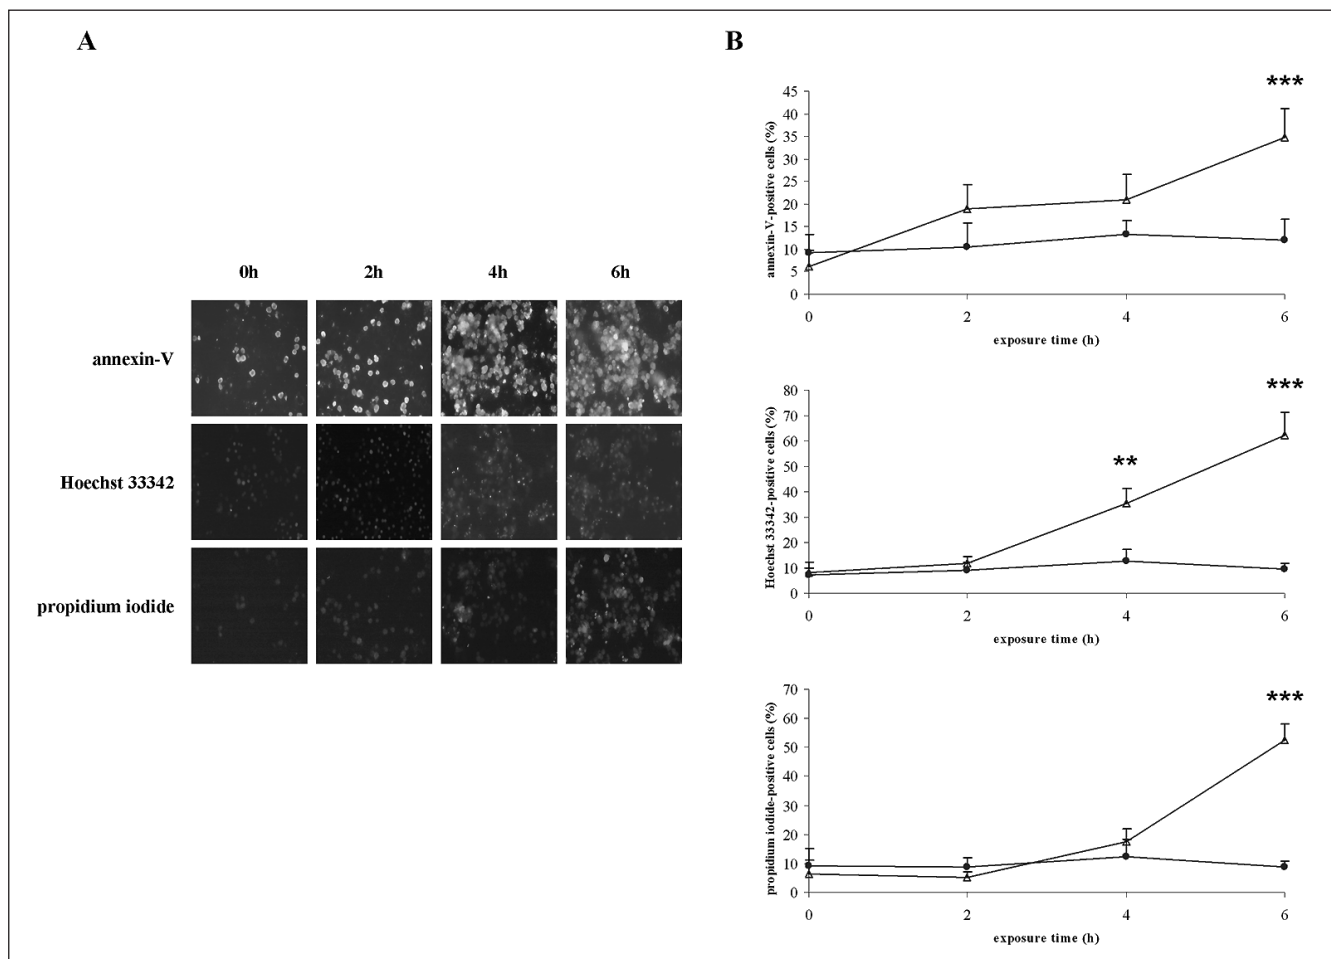 A
0h 2h 4h 6h
annexin-V
Hoechst 33342
propidium iodide
B
***
annexin-V-positive cells (%)
45
40
35
30
25
20
15
10
5
0
0 2 4 6
exposure time (h)
***
**
Hoechst 33342-positive cells (%)
80
70
60
50
40
30
20
10
0
0 2 4 6
exposure time (h)
***
propidium iodide-positive cells (%)
70
60
50
40
30
20
10
0
0 2 4 6
exposure time (h)